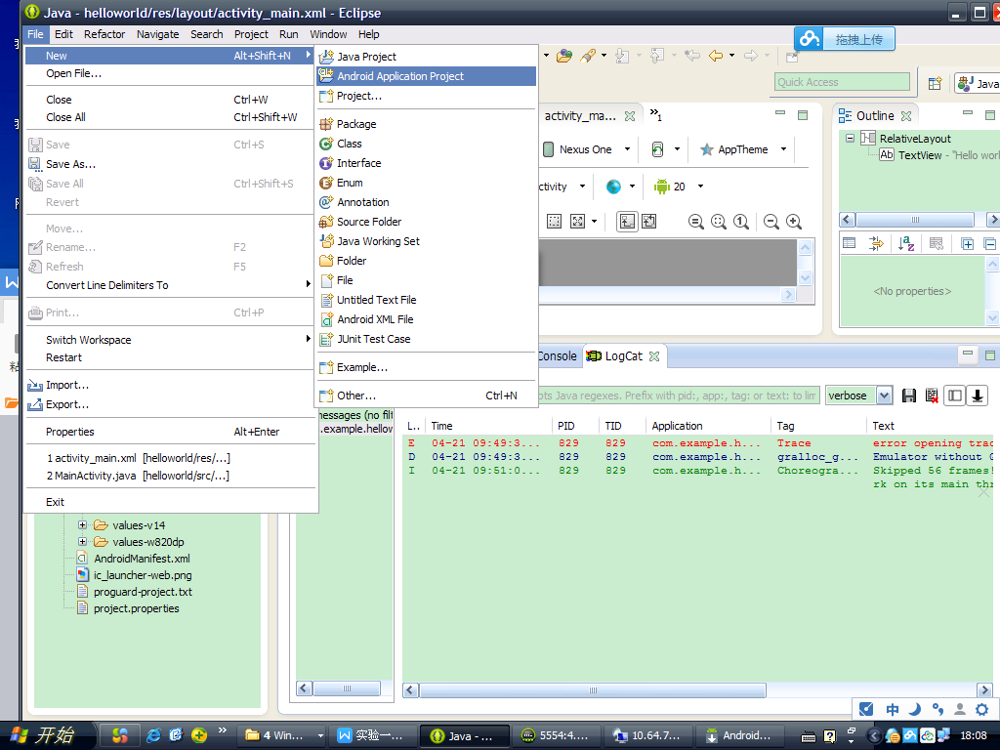 Java - helloworld/res/layout/activity_main.xml - Eclipse
File Edit Refactor Navigate Search Project Run Window Help
拖拽上传
Quick Access
Java
New Alt+Shift+N
Open File...
Close Ctrl+W
Close All Ctrl+Shift+W
Save Ctrl+S
Save As...
Save All Ctrl+Shift+S
Revert
Move...
Rename... F2
Refresh F5
Convert Line Delimiters To
Print... Ctrl+P
Switch Workspace
Restart
Import...
Export...
Properties Alt+Enter
1 activity_main.xml [helloworld/res/...]
2 MainActivity.java [helloworld/src/...]
Exit
Java Project
Android Application Project
Project...
Package
Class
Interface
Enum
Annotation
Source Folder
Java Working Set
Folder
File
Untitled Text File
Android XML File
JUnit Test Case
Example...
Other... Ctrl+N
activity_ma... »1
Nexus One AppTheme
ctivity 20
Outline
RelativeLayout
TextView - "Hello wor
<No properties>
Console LogCat
pts Java regexes. Prefix with pid:, app:, tag: or text: to lim verbose
messages (no filt
.example.hellow
L.. Time PID TID Application Tag Text
E 04-21 09:49:3... 829 829 com.example.h... Trace error opening trac
D 04-21 09:49:3... 829 829 com.example.h... gralloc_g... Emulator without G
I 04-21 09:51:0... 829 829 com.example.h... Choreogra... Skipped 56 frames!
rk on its main thr
values-v14
values-w820dp
AndroidManifest.xml
ic_launcher-web.png
proguard-project.txt
project.properties
中
开始 » 4 Win... 实验一... Java - ... 5554:4... 10.64.7... Android... 18:08